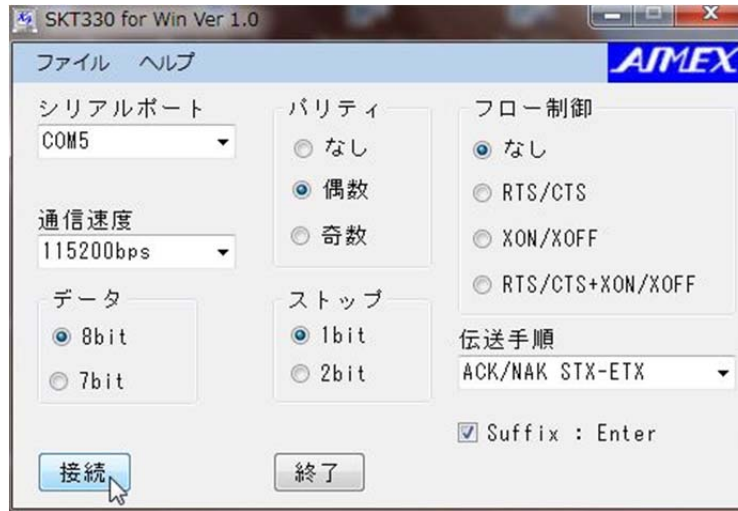 SKT330 for Win Ver 1.0
ファイル ヘルプ
AIMEX
シリアルポート
COM5
通信速度
115200bps
データ
8bit
7bit
パリティ
なし
偶数
奇数
ストップ
1bit
2bit
フロー制御
なし
RTS/CTS
XON/XOFF
RTS/CTS+XON/XOFF
伝送手順
ACK/NAK STX-ETX
Suffix : Enter
接続
終了